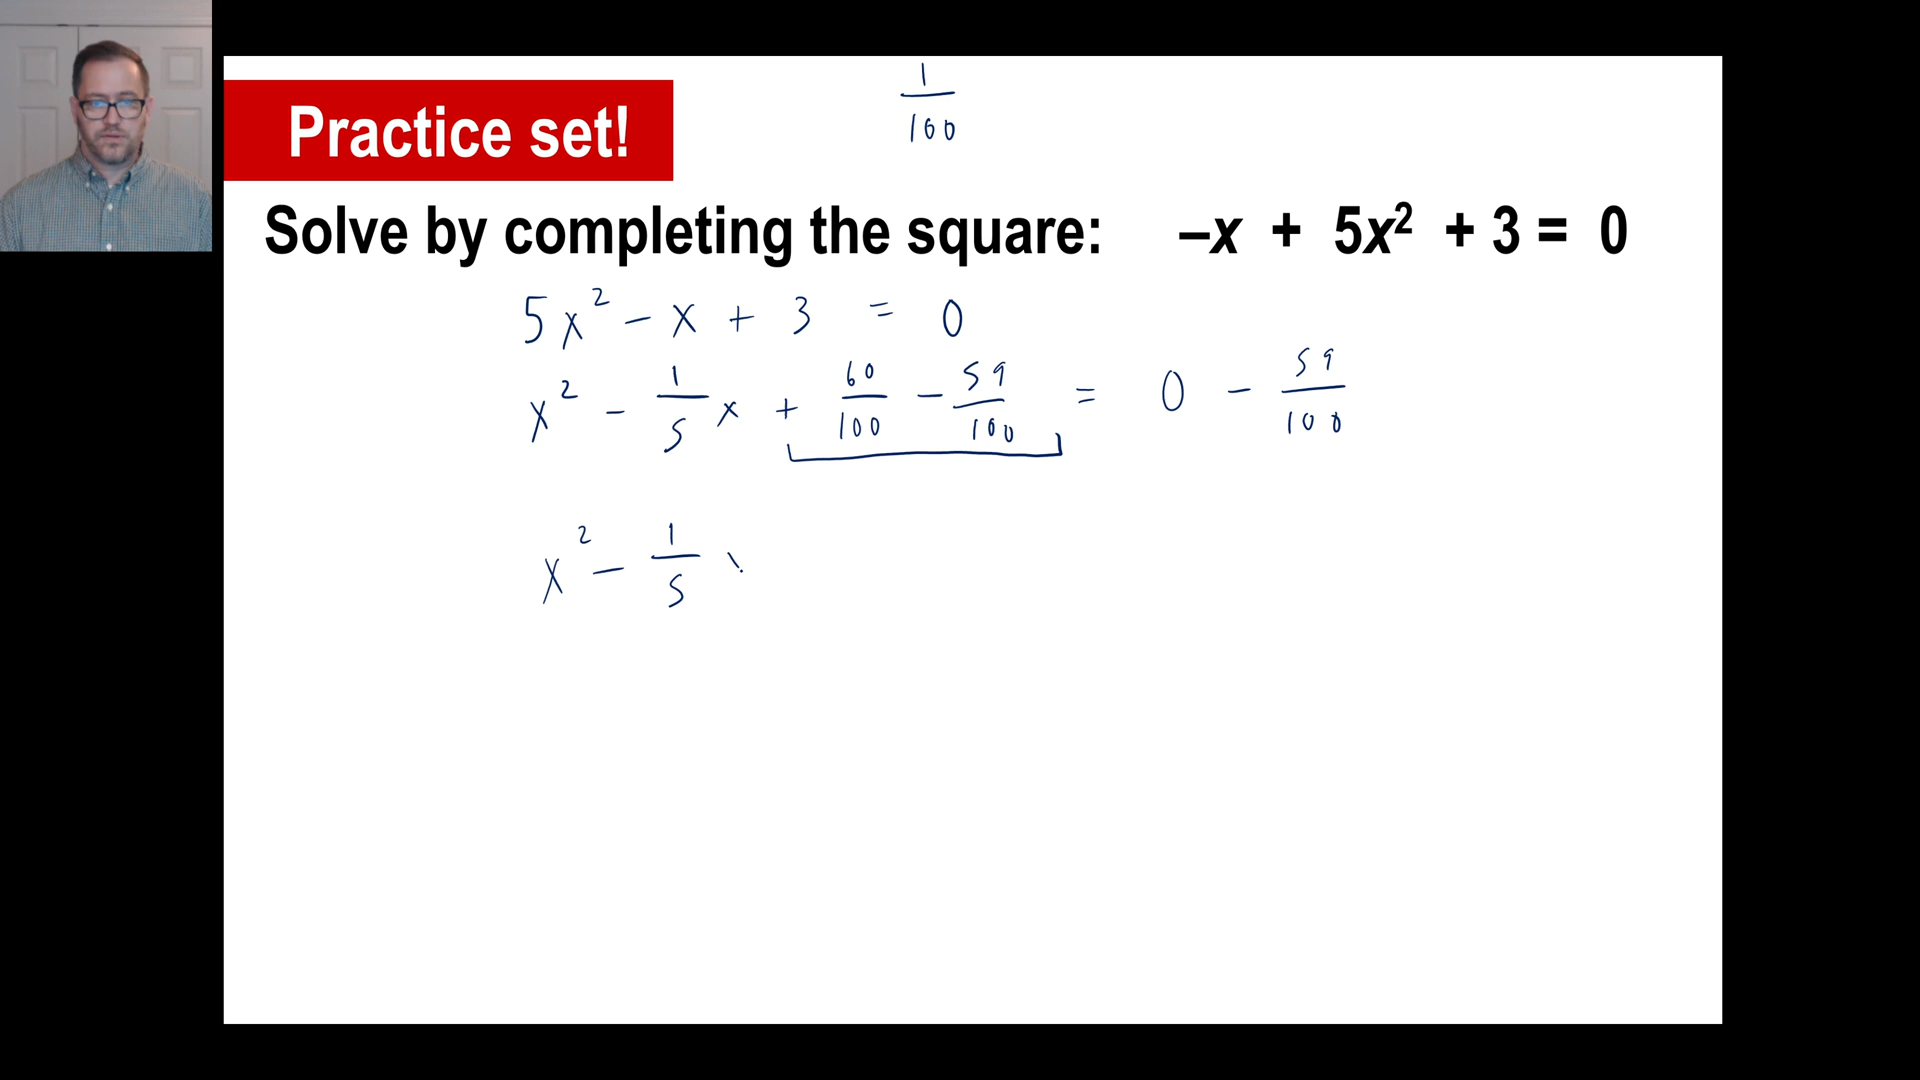 1/100
Practice set!
Solve by completing the square: –x + 5x² + 3 = 0
5x² − x + 3 = 0
x² − 1/5 x + 60/100 − 59/100 = 0 − 59/100
x² − 1/5